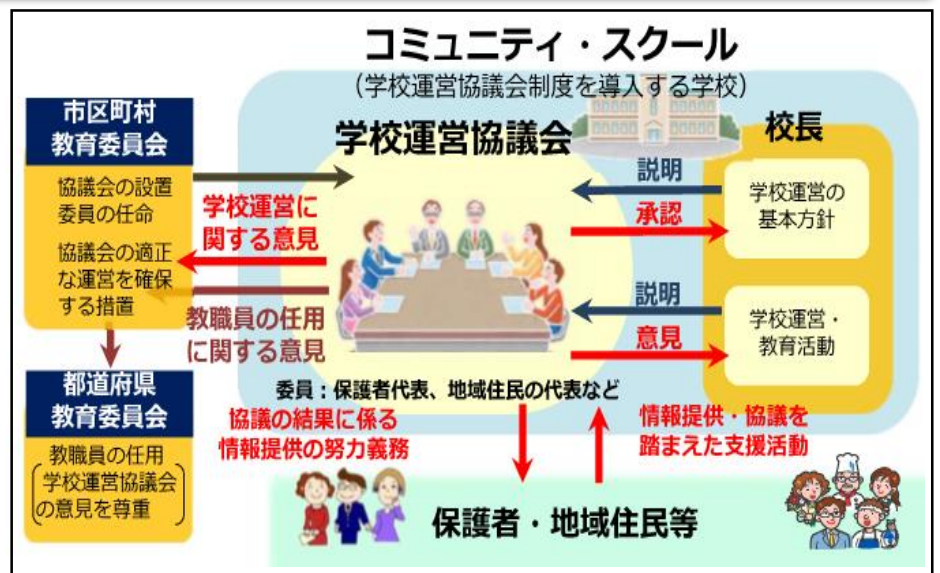 コミュニティ・スクール
(学校運営協議会制度を導入する学校)
市区町村
教育委員会
協議会の設置
委員の任命
協議会の適正
な運営を確保
する措置
都道府県
教育委員会
教職員の任用
学校運営協議会
の意見を尊重
学校運営に
関する意見
教職員の任用
に関する意見
学校運営協議会
委員：保護者代表、地域住民の代表など
説明
承認
説明
意見
校長
学校運営の
基本方針
学校運営・
教育活動
協議の結果に係る
情報提供の努力義務
情報提供・協議を
踏まえた支援活動
保護者・地域住民等